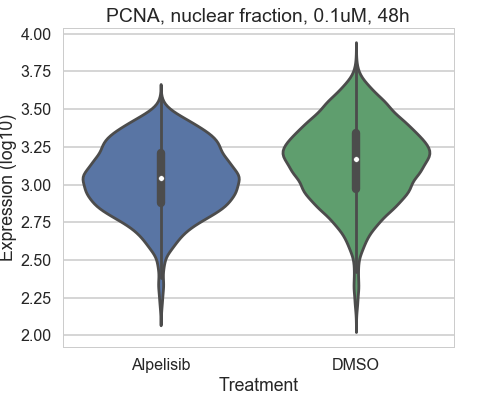 PCNA, nuclear fraction, 0.1uM, 48h
Expression (log10)
4.00
3.75
3.50
3.25
3.00
2.75
2.50
2.25
2.00
Alpelisib
DMSO
Treatment